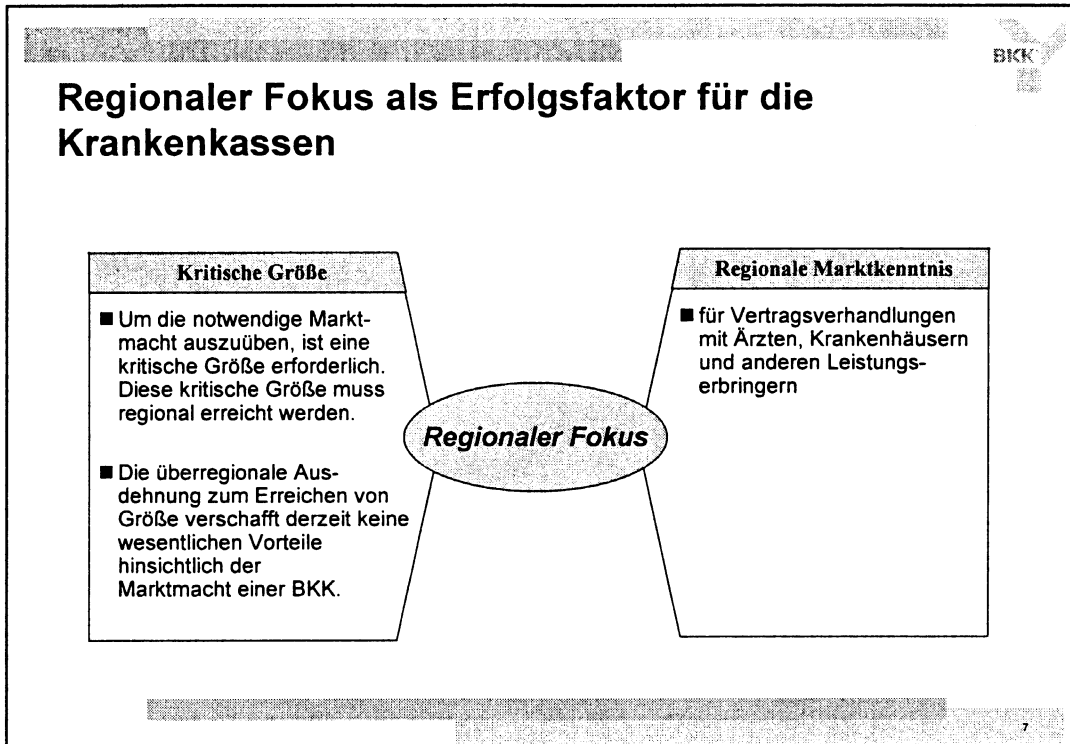 BKK
Regionaler Fokus als Erfolgsfaktor für die
Krankenkassen
Kritische Größe
■ Um die notwendige Markt-
macht auszuüben, ist eine
kritische Größe erforderlich.
Diese kritische Größe muss
regional erreicht werden.
■ Die überregionale Aus-
dehnung zum Erreichen von
Größe verschafft derzeit keine
wesentlichen Vorteile
hinsichtlich der
Marktmacht einer BKK.
Regionaler Fokus
Regionale Marktkenntnis
■ für Vertragsverhandlungen
mit Ärzten, Krankenhäusern
und anderen Leistungs-
erbringern
7